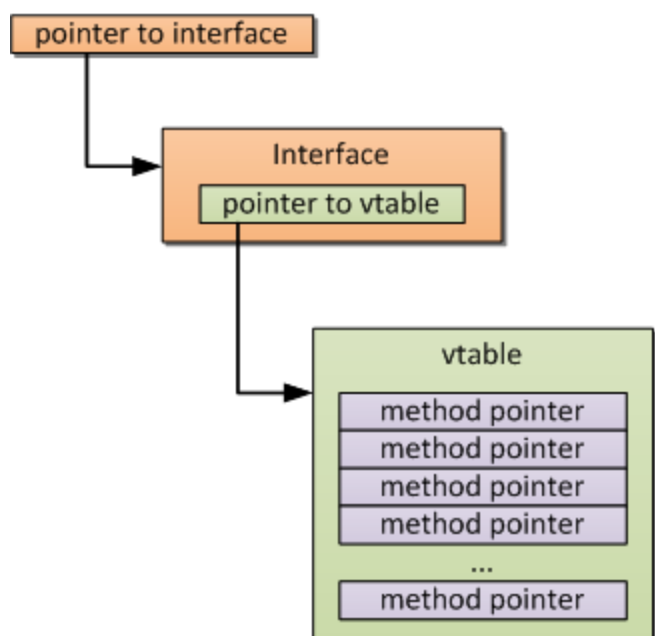 pointer to interface
Interface
pointer to vtable
vtable
method pointer
method pointer
method pointer
method pointer
...
method pointer